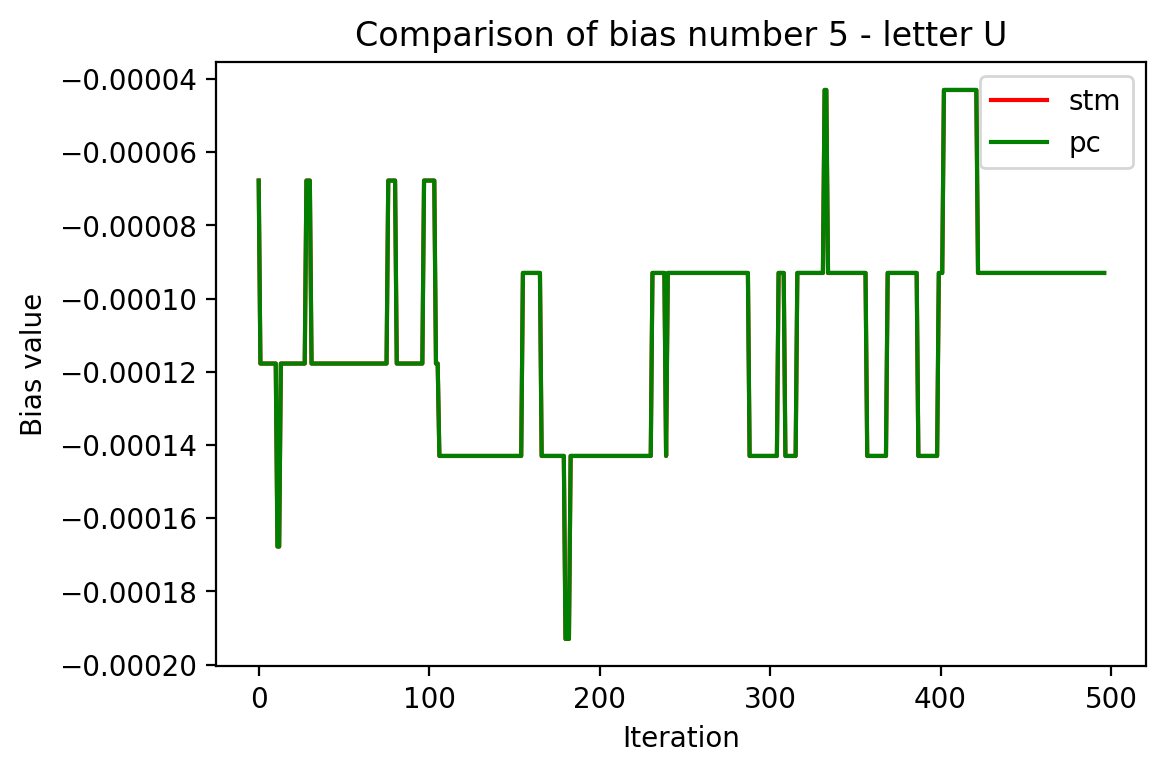 Comparison of bias number 5 - letter U
−0.00004
−0.00006
−0.00008
−0.00010
−0.00012
−0.00014
−0.00016
−0.00018
−0.00020
Bias value
stm
pc
0 100 200 300 400 500
Iteration